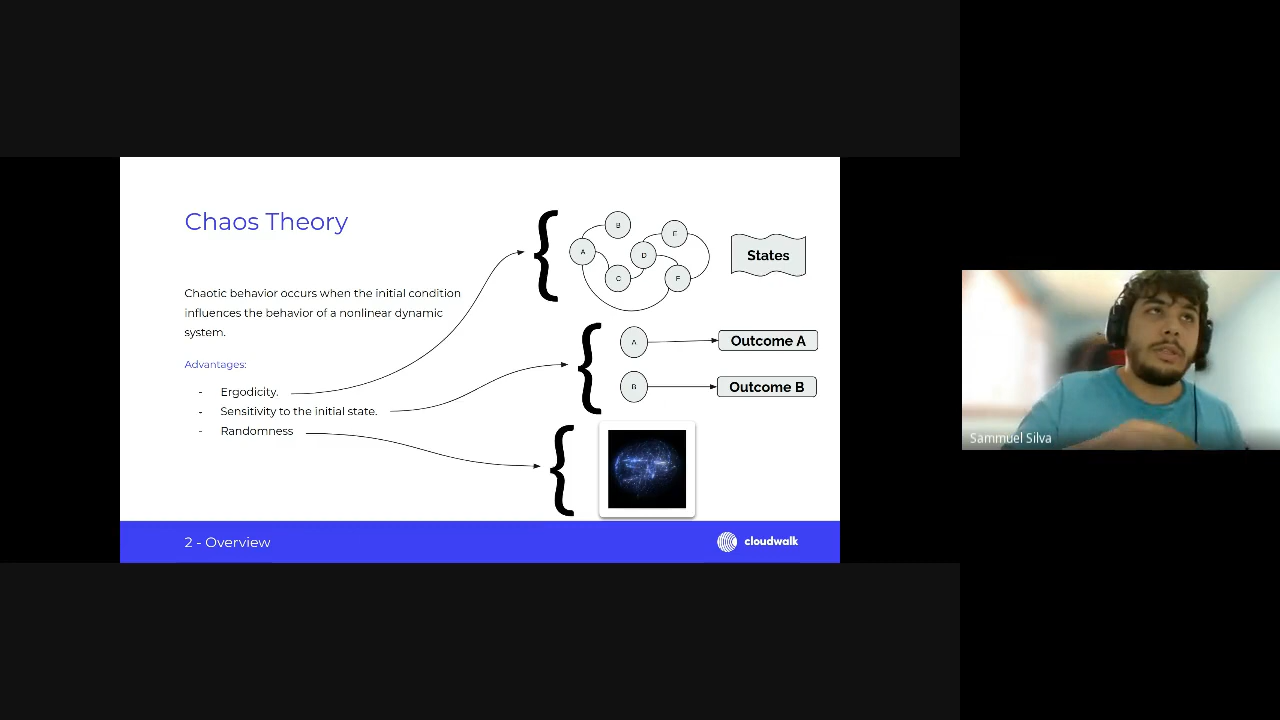 Chaos Theory
Chaotic behavior occurs when the initial condition
influences the behavior of a nonlinear dynamic
system.
Advantages:
- Ergodicity.
- Sensitivity to the initial state.
- Randomness
B
E
A
D
C
F
States
A
Outcome A
B
Outcome B
2 - Overview
cloudwalk
Sammuel Silva